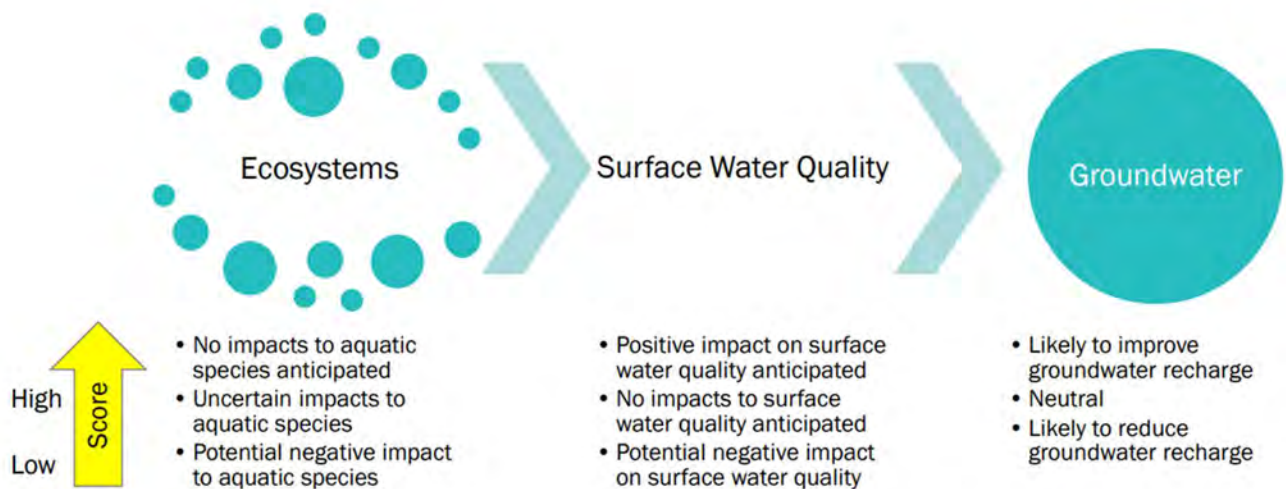 Ecosystems
Surface Water Quality
Groundwater
High
Low
Score
• No impacts to aquatic
species anticipated
• Uncertain impacts to
aquatic species
• Potential negative impact
to aquatic species
• Positive impact on surface
water quality anticipated
• No impacts to surface
water quality anticipated
• Potential negative impact
on surface water quality
• Likely to improve
groundwater recharge
• Neutral
• Likely to reduce
groundwater recharge